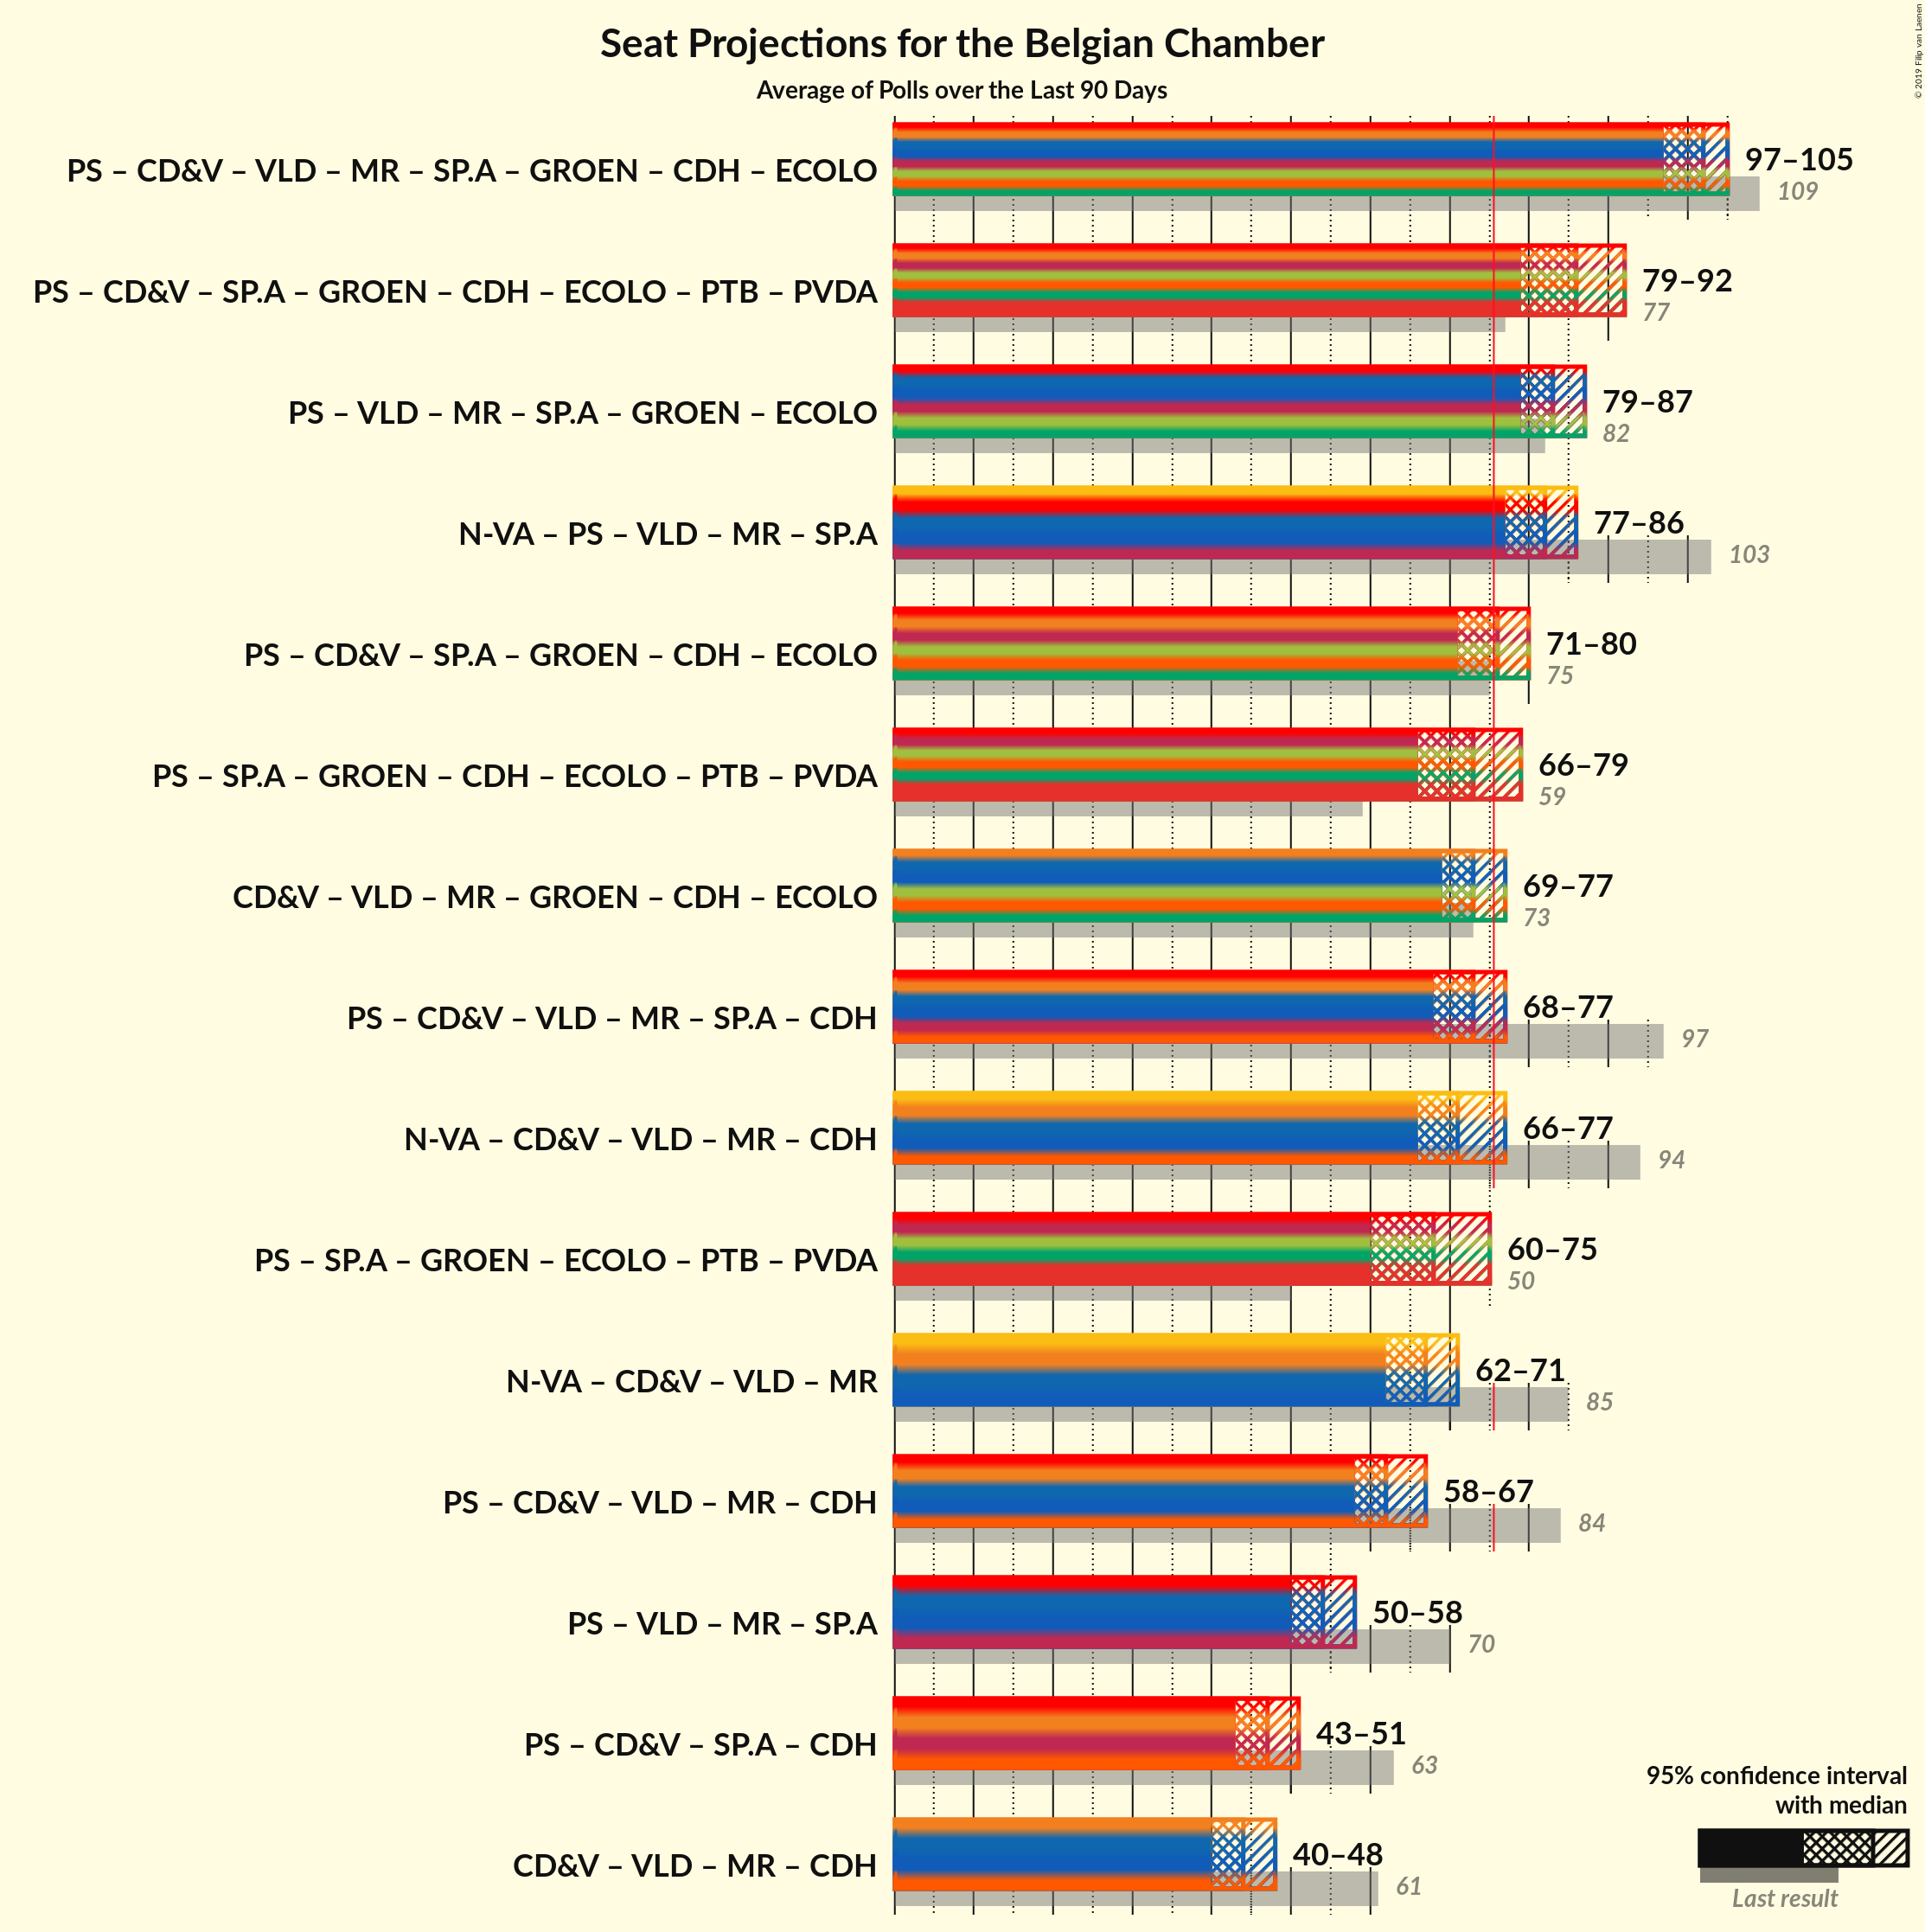 Seat Projections for the Belgian Chamber
Average of Polls over the Last 90 Days
© 2019 Filip van Laenen
PS – CD&V – VLD – MR – SP.A – GROEN – CDH – ECOLO
97–105
109
PS – CD&V – SP.A – GROEN – CDH – ECOLO – PTB – PVDA
79–92
77
PS – VLD – MR – SP.A – GROEN – ECOLO
79–87
82
N-VA – PS – VLD – MR – SP.A
77–86
103
PS – CD&V – SP.A – GROEN – CDH – ECOLO
71–80
75
PS – SP.A – GROEN – CDH – ECOLO – PTB – PVDA
66–79
59
CD&V – VLD – MR – GROEN – CDH – ECOLO
69–77
73
PS – CD&V – VLD – MR – SP.A – CDH
68–77
97
N-VA – CD&V – VLD – MR – CDH
66–77
94
PS – SP.A – GROEN – ECOLO – PTB – PVDA
60–75
50
N-VA – CD&V – VLD – MR
62–71
85
PS – CD&V – VLD – MR – CDH
58–67
84
PS – VLD – MR – SP.A
50–58
70
PS – CD&V – SP.A – CDH
43–51
63
CD&V – VLD – MR – CDH
40–48
61
95% confidence interval
with median
Last result